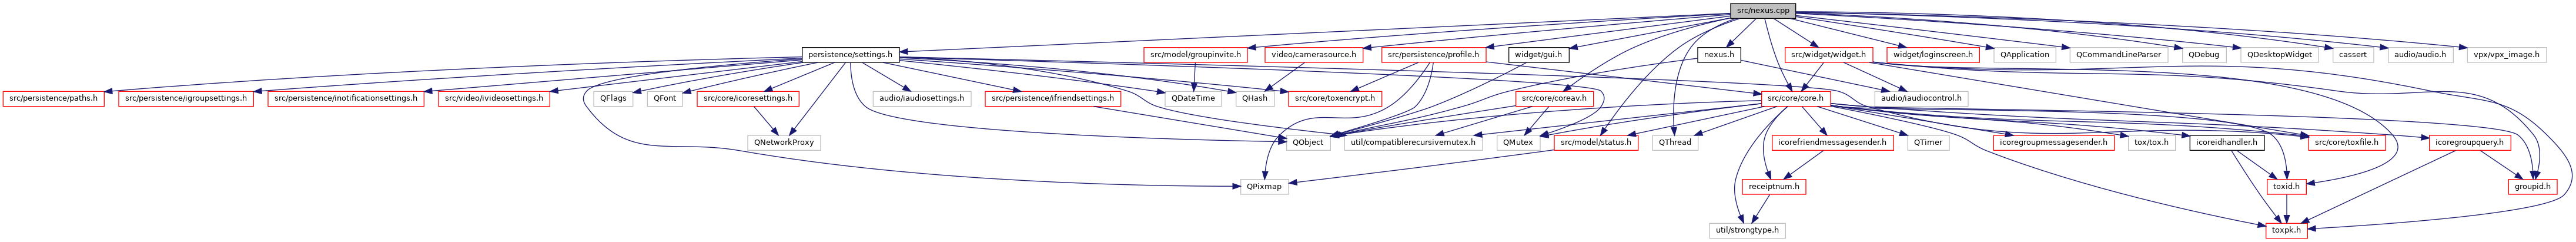 src/nexus.cpp
persistence/settings.h
src/model/groupinvite.h
video/camerasource.h
src/persistence/profile.h
widget/gui.h
nexus.h
src/widget/widget.h
widget/loginscreen.h
QApplication
QCommandLineParser
QDebug
QDesktopWidget
cassert
audio/audio.h
vpx/vpx_image.h
src/persistence/paths.h
src/persistence/igroupsettings.h
src/persistence/inotificationsettings.h
src/video/ivideosettings.h
QFlags
QFont
src/core/icoresettings.h
audio/iaudiosettings.h
src/persistence/ifriendsettings.h
QDateTime
QHash
src/core/toxencrypt.h
src/core/coreav.h
src/core/core.h
audio/iaudiocontrol.h
QNetworkProxy
QObject
util/compatiblerecursivemutex.h
QMutex
src/model/status.h
QThread
icorefriendmessagesender.h
QTimer
icoregroupmessagesender.h
tox/tox.h
icoreidhandler.h
src/core/toxfile.h
icoregroupquery.h
QPixmap
receiptnum.h
toxid.h
groupid.h
util/strongtype.h
toxpk.h